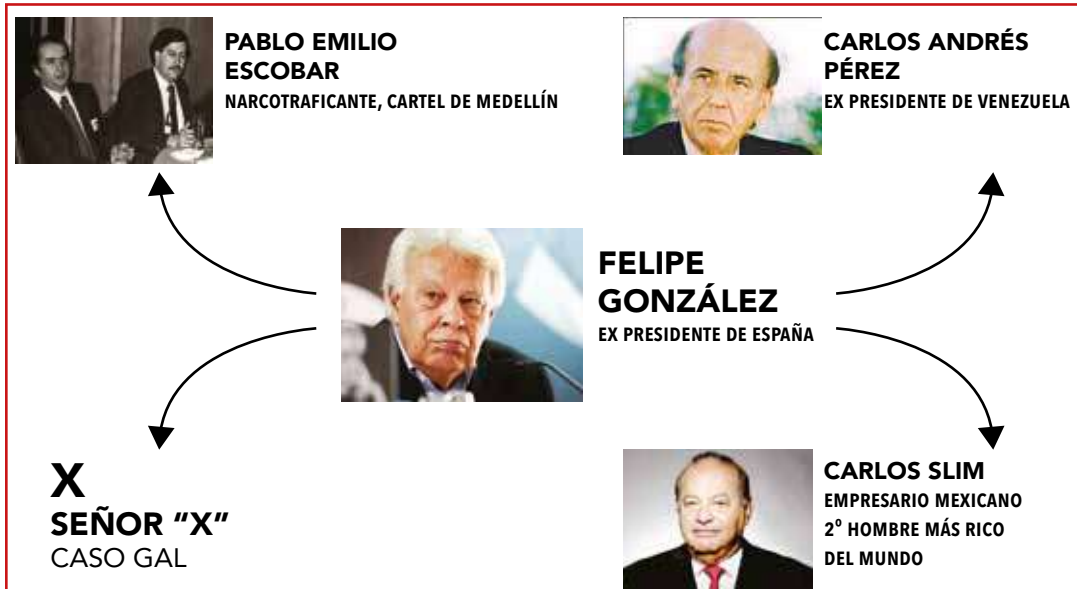 PABLO EMILIO
ESCOBAR
NARCOTRAFICANTE, CARTEL DE MEDELLÍN
CARLOS ANDRÉS
PÉREZ
EX PRESIDENTE DE VENEZUELA
FELIPE
GONZÁLEZ
EX PRESIDENTE DE ESPAÑA
X
SEÑOR "X"
CASO GAL
CARLOS SLIM
EMPRESARIO MEXICANO
2º HOMBRE MÁS RICO
DEL MUNDO